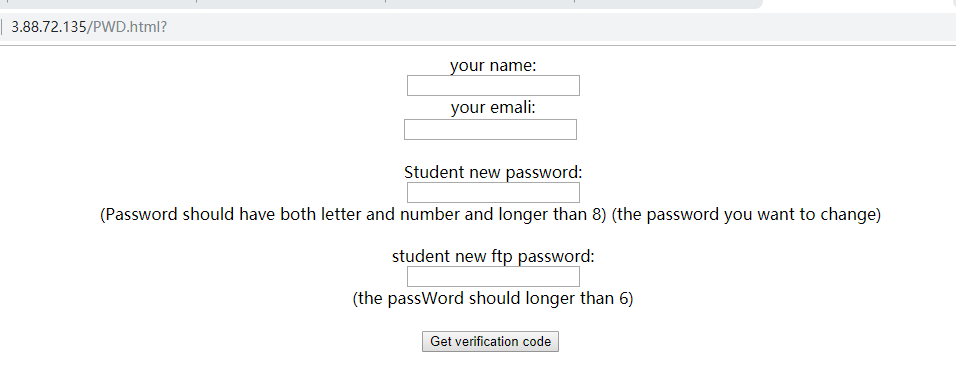 3.88.72.135/PWD.html?
your name:
your emali:
Student new password:
(Password should have both letter and number and longer than 8) (the password you want to change)
student new ftp password:
(the passWord should longer than 6)
Get verification code